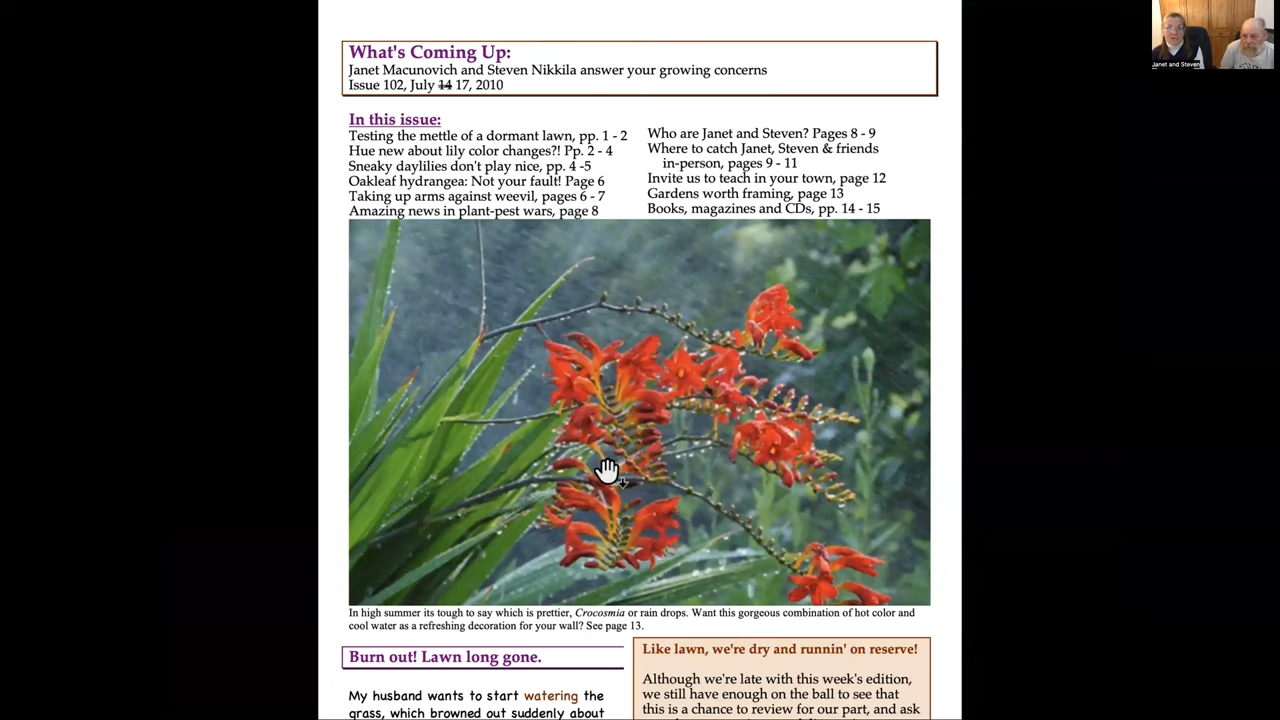 What's Coming Up:
Janet Macunovich and Steven Nikkila answer your growing concerns
Issue 102, July 14 17, 2010
In this issue:
Testing the mettle of a dormant lawn, pp. 1 - 2
Hue new about lily color changes?! Pp. 2 - 4
Sneaky daylilies don't play nice, pp. 4 -5
Oakleaf hydrangea: Not your fault! Page 6
Taking up arms against weevil, pages 6 - 7
Amazing news in plant-pest wars, page 8
Who are Janet and Steven? Pages 8 - 9
Where to catch Janet, Steven & friends
in-person, pages 9 - 11
Invite us to teach in your town, page 12
Gardens worth framing, page 13
Books, magazines and CDs, pp. 14 - 15
In high summer its tough to say which is prettier, Crocosmia or rain drops. Want this gorgeous combination of hot color and
cool water as a refreshing decoration for your wall? See page 13.
Burn out! Lawn long gone.
My husband wants to start watering the
grass, which browned out suddenly about
Like lawn, we're dry and runnin' on reserve!
Although we're late with this week's edition,
we still have enough on the ball to see that
this is a chance to review for our part, and ask
Janet and Steven